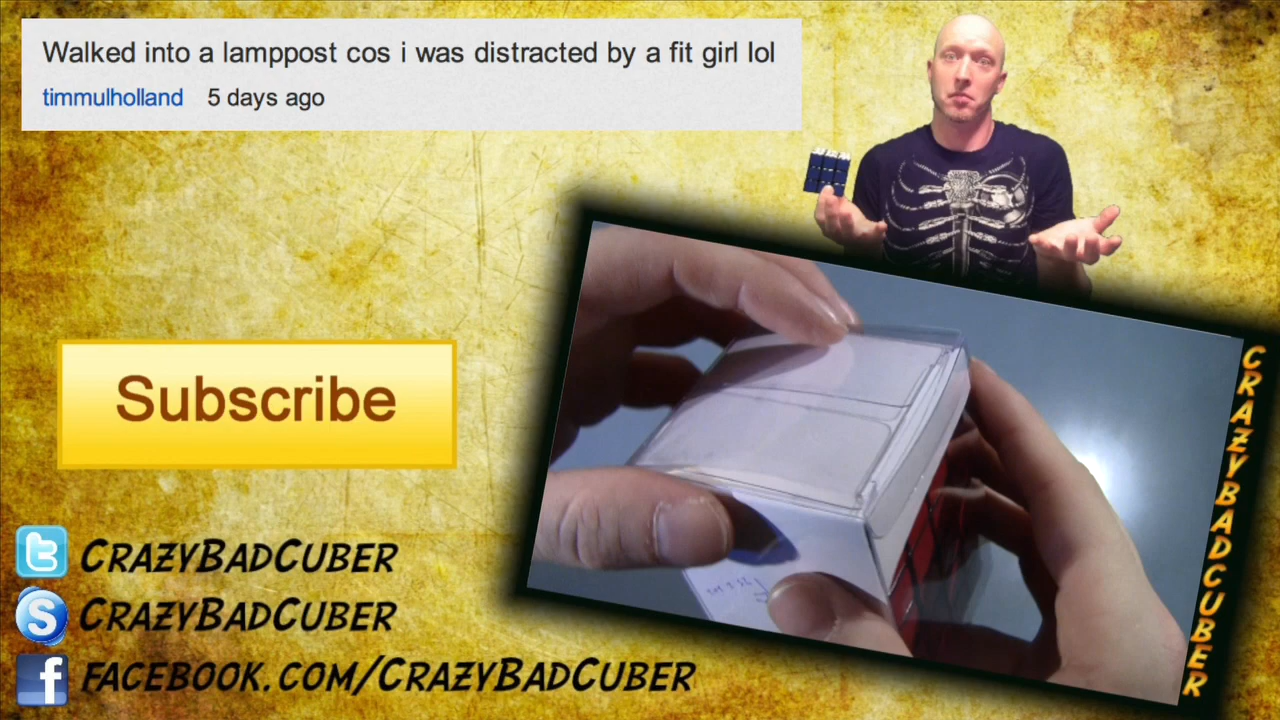 Walked into a lamppost cos i was distracted by a fit girl lol
timmulholland 5 days ago
Subscribe
CRAZYBADCUBER
CRAZYBADCUBER
CRAZYBADCUBER
FACEBOOK.COM/CRAZYBADCUBER